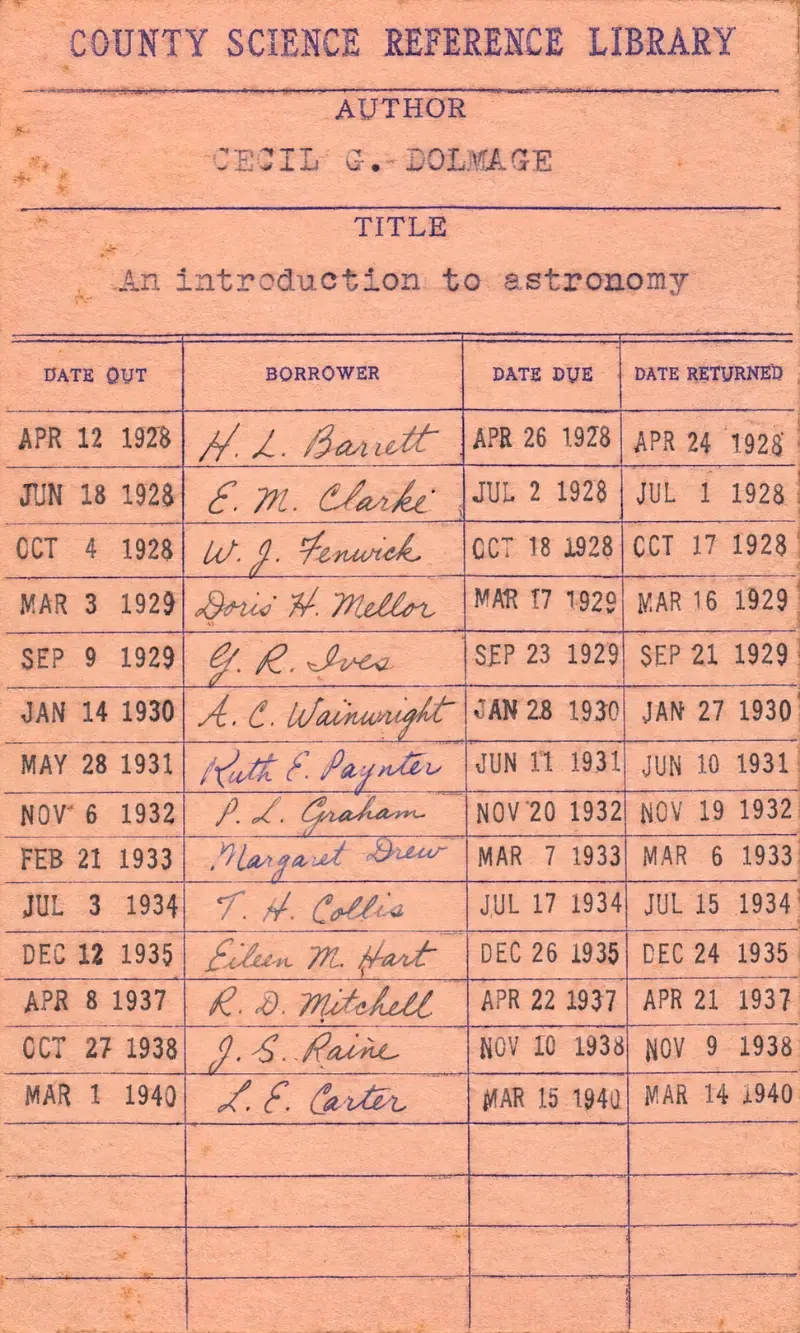 COUNTY SCIENCE REFERENCE LIBRARY
AUTHOR
CECIL G. DOLMAGE
TITLE
An introduction to astronomy
DATE OUT BORROWER DATE DUE DATE RETURNED
APR 12 1928 H. L. Barrett APR 26 1928 APR 24 1928
JUN 18 1928 E. M. Clarke JUL 2 1928 JUL 1 1928
OCT 4 1928 W. J. Fenwick OCT 18 1928 OCT 17 1928
MAR 3 1929 Doris H. Mellor MAR 17 1929 MAR 16 1929
SEP 9 1929 G. R. Ives SEP 23 1929 SEP 21 1929
JAN 14 1930 A. C. Wainwright JAN 28 1930 JAN 27 1930
MAY 28 1931 Ruth E. Paynter JUN 11 1931 JUN 10 1931
NOV 6 1932 P. L. Graham NOV 20 1932 NOV 19 1932
FEB 21 1933 Margaret Drew MAR 7 1933 MAR 6 1933
JUL 3 1934 T. H. Collis JUL 17 1934 JUL 15 1934
DEC 12 1935 Eileen M. Hart DEC 26 1935 DEC 24 1935
APR 8 1937 R. D. Mitchell APR 22 1937 APR 21 1937
OCT 27 1938 J. S. Raine NOV 10 1938 NOV 9 1938
MAR 1 1940 L. E. Carter MAR 15 1940 MAR 14 1940